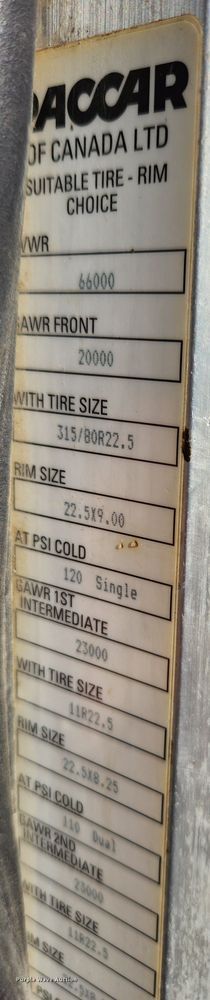 PACCAR
OF CANADA LTD
SUITABLE TIRE - RIM
CHOICE
VWR
66000
GAWR FRONT
20000
WITH TIRE SIZE
315/80R22.5
RIM SIZE
22.5X9.00
AT PSI COLD
120 Single
GAWR 1ST
INTERMEDIATE
23000
WITH TIRE SIZE
11R22.5
RIM SIZE
22.5X8.25
AT PSI COLD
110 Dual
GAWR 2ND
INTERMEDIATE
23000
WITH TIRE SIZE
11R22.5
RIM SIZE
Purple Wave Auction